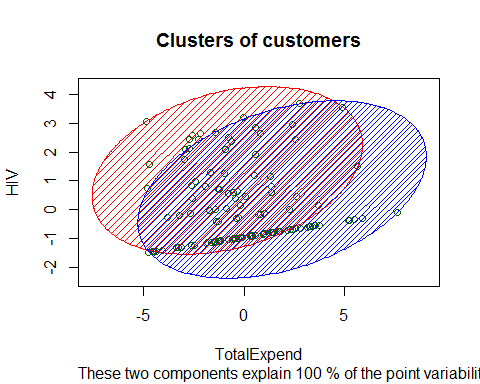 Clusters of customers
4
3
2
1
0
-1
-2
HIV
-5
0
5
TotalExpend
These two components explain 100 % of the point variabilit